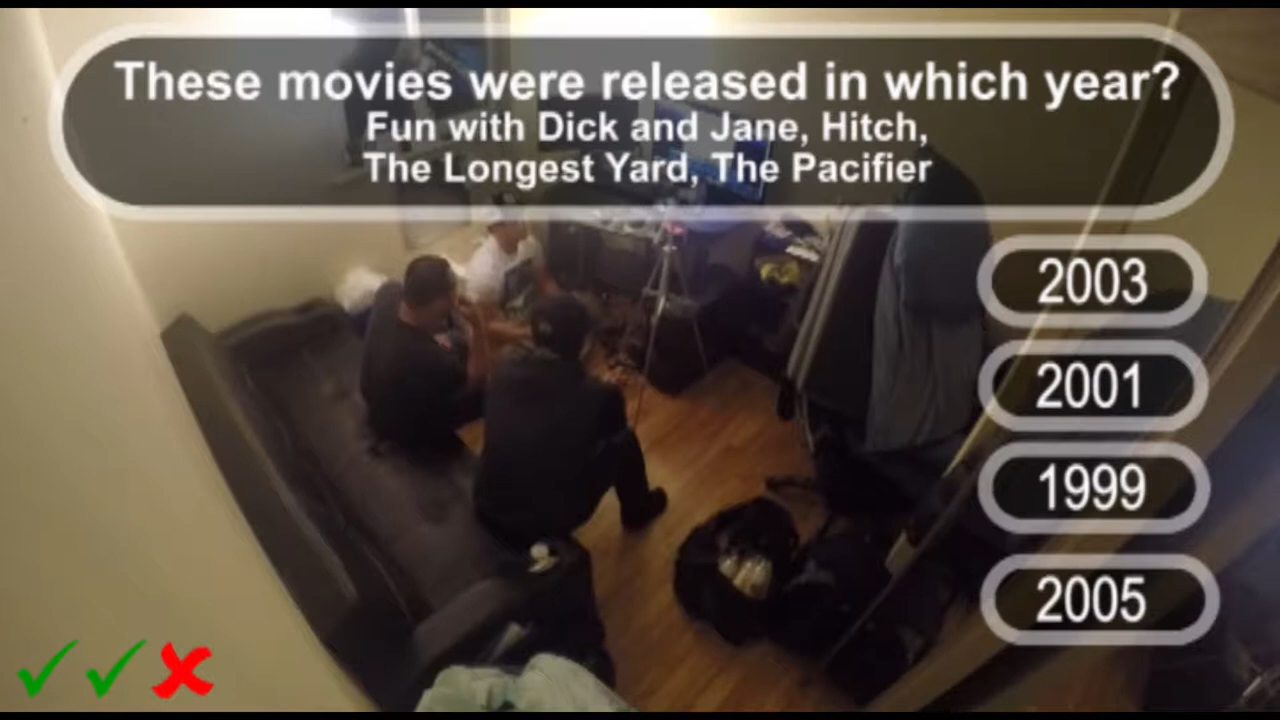 These movies were released in which year?
Fun with Dick and Jane, Hitch,
The Longest Yard, The Pacifier
2003
2001
1999
2005